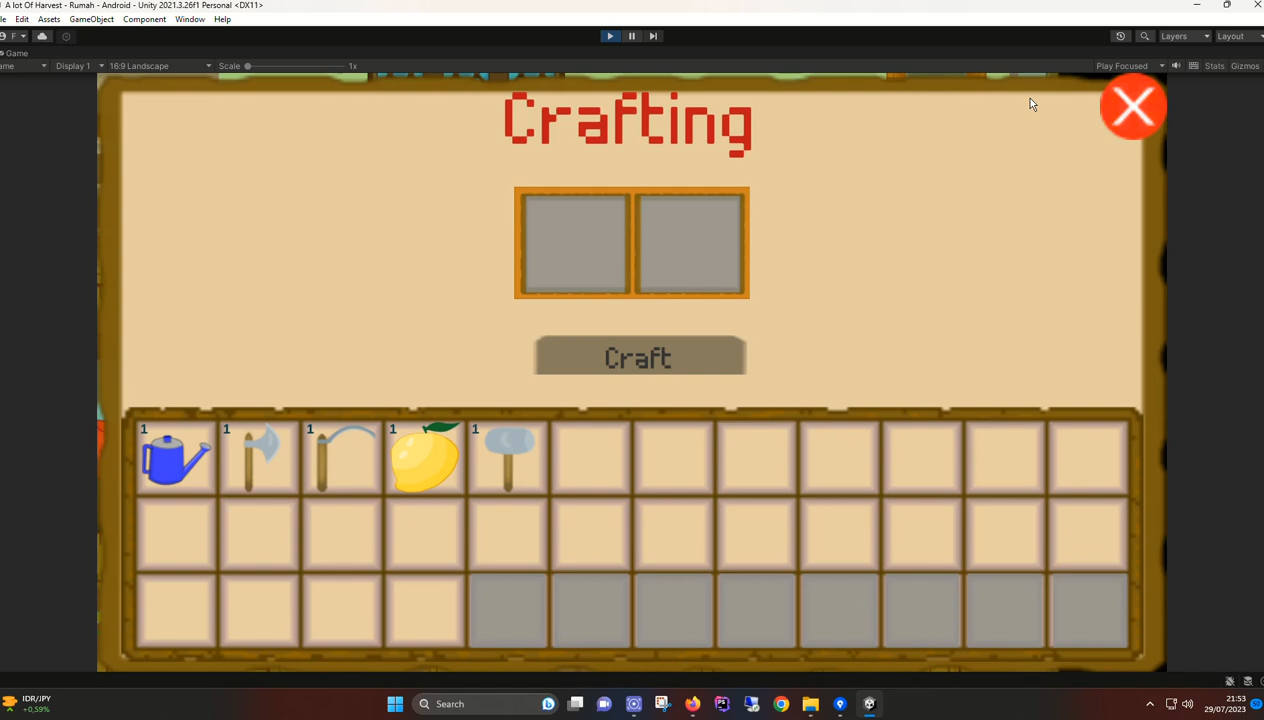 A lot Of Harvest - Rumah - Android - Unity 2021.3.26f1 Personal <DX11>
Edit Assets GameObject Component Window Help
F Layers Layout
Game
Display 1 16:9 Landscape Scale 1x Play Focused Stats Gizmos
Crafting
Craft
1 1 1 1 1
IDR/JPY
+0,59%
Search
21:53
29/07/2023